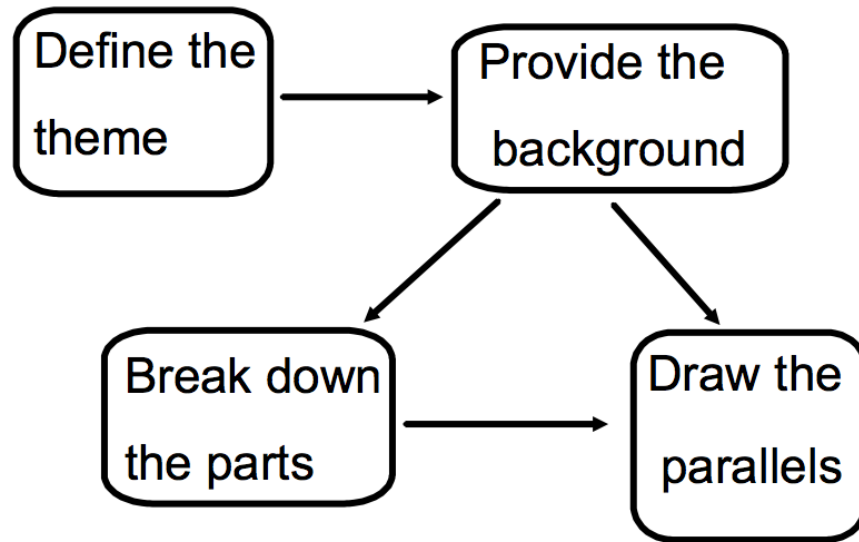 Define the
theme
Provide the
background
Break down
the parts
Draw the
parallels